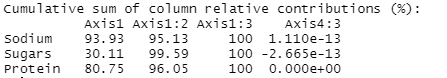 Cumulative sum of column relative contributions (%):
Axis1 Axis1:2 Axis1:3 Axis4:3
Sodium 93.93 95.13 100 1.110e-13
Sugars 30.11 99.59 100 -2.665e-13
Protein 80.75 96.05 100 0.000e+00